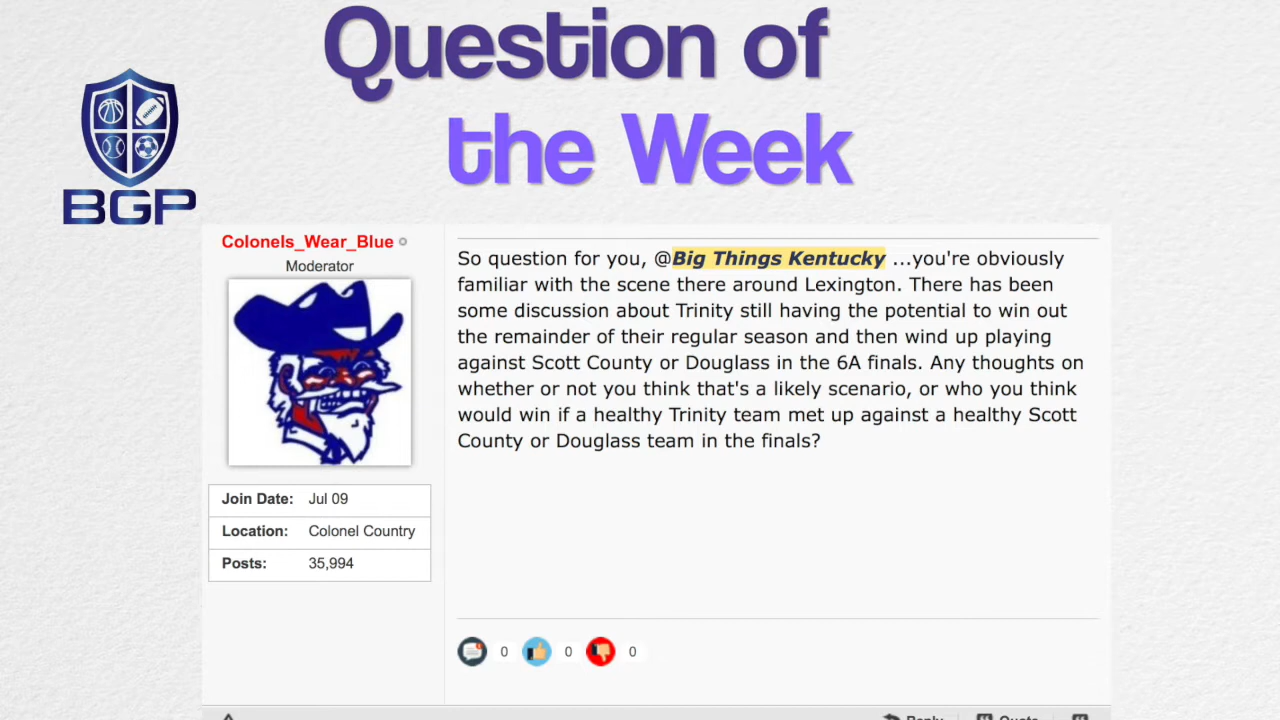 Question of
the Week
BGP
Colonels_Wear_Blue
Moderator
Join Date: Jul 09
Location: Colonel Country
Posts: 35,994
So question for you, @Big Things Kentucky ...you're obviously
familiar with the scene there around Lexington. There has been
some discussion about Trinity still having the potential to win out
the remainder of their regular season and then wind up playing
against Scott County or Douglass in the 6A finals. Any thoughts on
whether or not you think that's a likely scenario, or who you think
would win if a healthy Trinity team met up against a healthy Scott
County or Douglass team in the finals?
0 0 0
Reply Quote